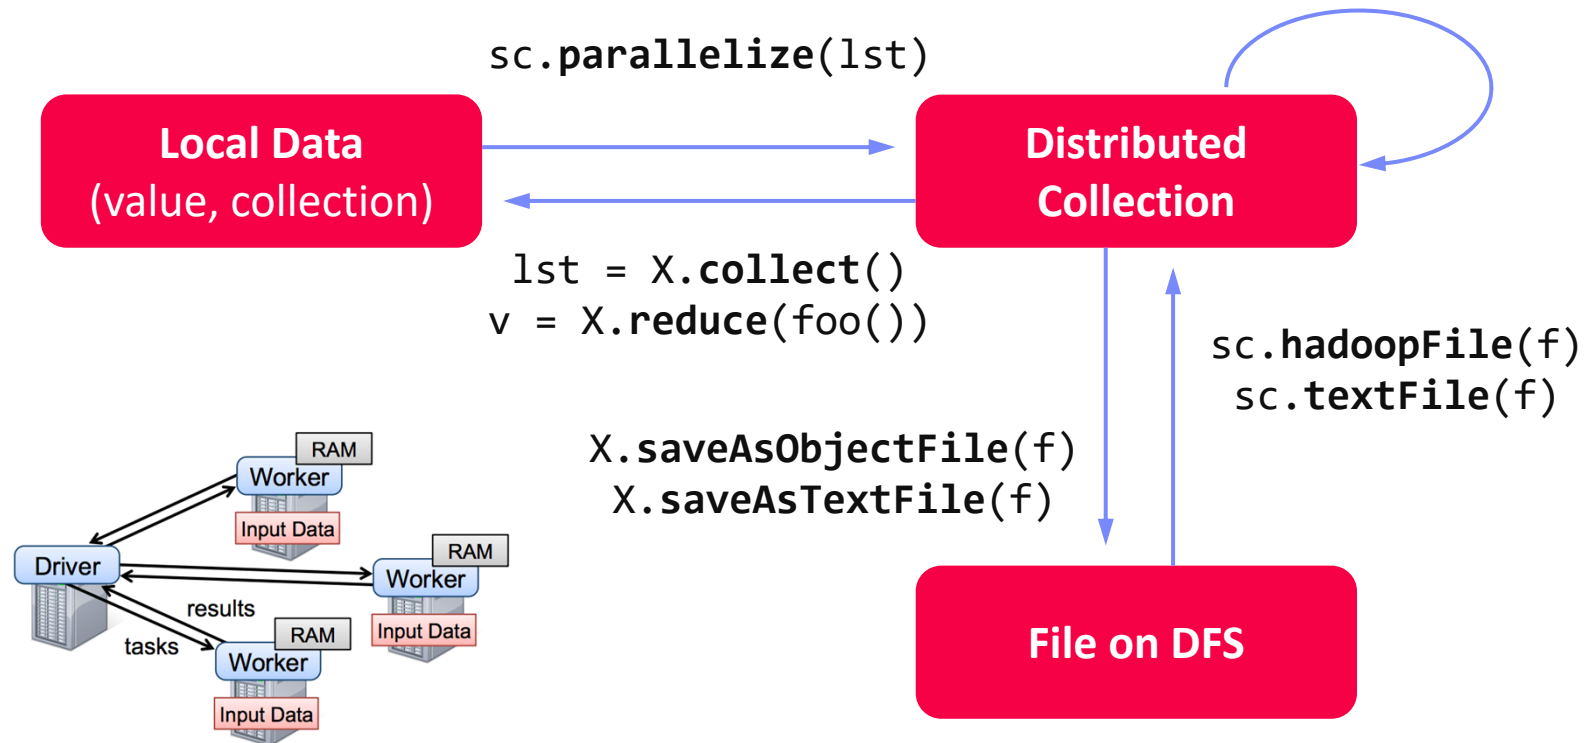 sc.parallelize(lst)
Local Data
(value, collection)
Distributed
Collection
lst = X.collect()
v = X.reduce(foo())
sc.hadoopFile(f)
sc.textFile(f)
X.saveAsObjectFile(f)
X.saveAsTextFile(f)
File on DFS
RAM
Worker
Input Data
Driver
RAM
Worker
Input Data
results
tasks
RAM
Worker
Input Data